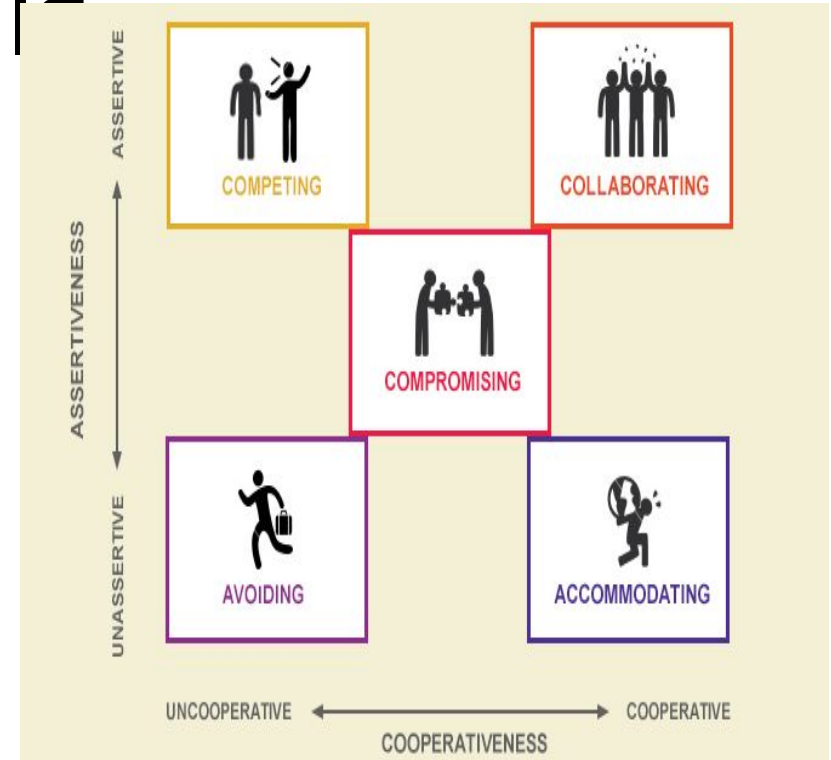 ASSERTIVE
COMPETING
COLLABORATING
ASSERTIVENESS
COMPROMISING
UNASSERTIVE
AVOIDING
ACCOMMODATING
UNCOOPERATIVE
COOPERATIVE
COOPERATIVENESS